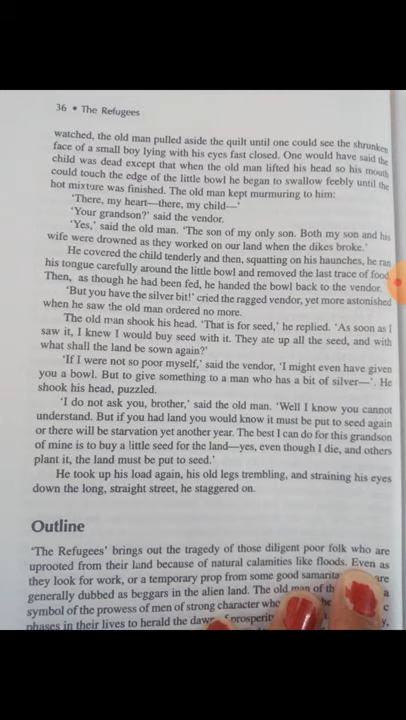 36 • The Refugees
watched, the old man pulled aside the quilt until one could see the shrunken
face of a small boy lying with his eyes fast closed. One would have said the
child was dead except that when the old man lifted his head so his mouth
could touch the edge of the little bowl he began to swallow feebly until the
hot mixture was finished. The old man kept murmuring to him:
'There, my heart—there, my child—'
'Your grandson?' said the vendor.
'Yes,' said the old man. 'The son of my only son. Both my son and his
wife were drowned as they worked on our land when the dikes broke.'
He covered the child tenderly and then, squatting on his haunches, he ran
his tongue carefully around the little bowl and removed the last trace of food.
Then, as though he had been fed, he handed the bowl back to the vendor.
'But you have the silver bit!' cried the ragged vendor, yet more astonished
when he saw the old man ordered no more.
The old man shook his head. 'That is for seed,' he replied. 'As soon as I
saw it, I knew I would buy seed with it. They ate up all the seed, and with
what shall the land be sown again?'
'If I were not so poor myself,' said the vendor, 'I might even have given
you a bowl. But to give something to a man who has a bit of silver—'. He
shook his head, puzzled.
'I do not ask you, brother,' said the old man. 'Well I know you cannot
understand. But if you had land you would know it must be put to seed again
or there will be starvation yet another year. The best I can do for this grandson
of mine is to buy a little seed for the land—yes, even though I die, and others
plant it, the land must be put to seed.'
He took up his load again, his old legs trembling, and straining his eyes
down the long, straight street, he staggered on.
Outline
'The Refugees' brings out the tragedy of those diligent poor folk who are
uprooted from their land because of natural calamities like floods. Even as
they look for work, or a temporary prop from some good are
generally dubbed as beggars in the alien land. The old man of a
symbol of the prowess of men of strong character who
phases in their lives to herald the prosperity